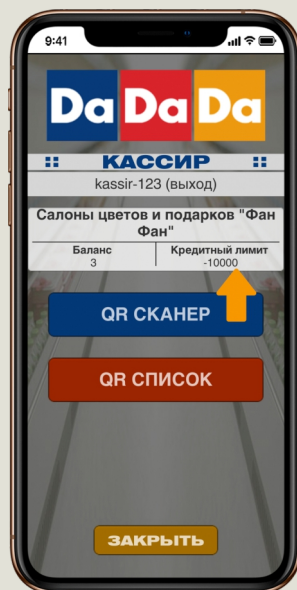 9:41
Da Da Da
:: КАССИР ::
kassir-123 (выход)
Салоны цветов и подарков "Фан
Фан"
Баланс Кредитный лимит
3 -10000
QR СКАНЕР
QR СПИСОК
ЗАКРЫТЬ